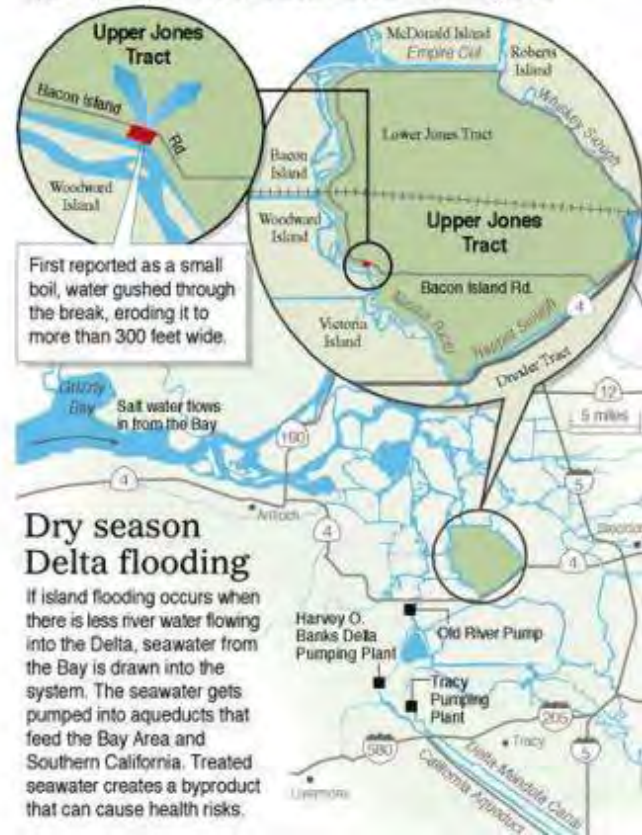 Upper Jones
Tract
Bacon Island
Rd.
Woodward
Island
First reported as a small
boil, water gushed through
the break, eroding it to
more than 300 feet wide.
McDonald Island
Empire Cut
Roberts
Island
Whiskey Slough
Lower Jones Tract
Bacon
Island
Woodward
Island
Upper Jones
Tract
Bacon Island Rd.
Middle River
Victoria
Island
4
Drexler Tract
12
5 miles
Grizzly
Bay
Salt water flows
in from the Bay
160
4
5
Antioch
4
4
Dry season
Delta flooding
If island flooding occurs when
there is less river water flowing
into the Delta, seawater from
the Bay is drawn into the
system. The seawater gets
pumped into aqueducts that
feed the Bay Area and
Southern California. Treated
seawater creates a byproduct
that can cause health risks.
Harvey O.
Banks Delta
Pumping Plant
Old River Pump
Tracy
Pumping
Plant
205
580
Tracy
5
Livermore
Delta-Mendota Canal
California Aqueduct